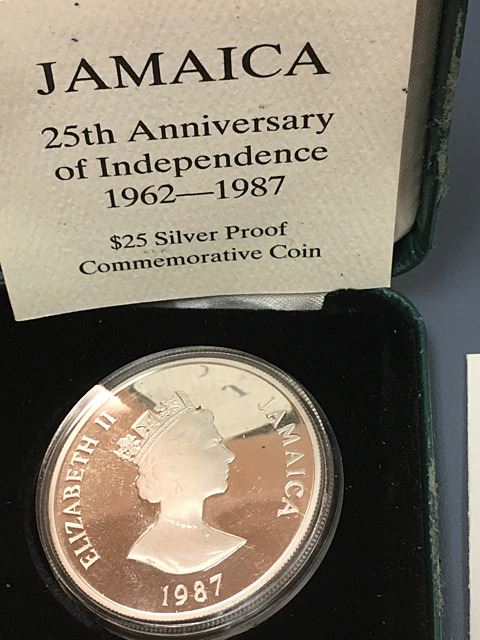 JAMAICA
25th Anniversary
of Independence
1962—1987
$25 Silver Proof
Commemorative Coin
ELIZABETH II
JAMAICA
1987